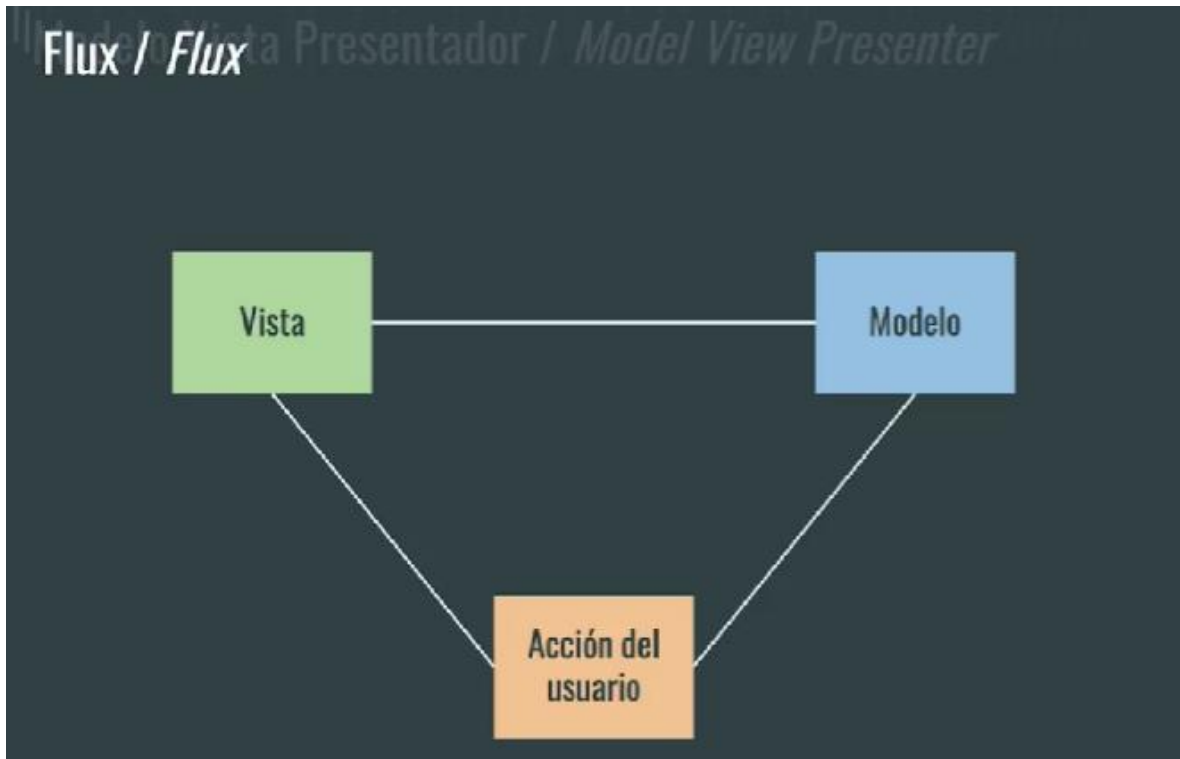 Flux / Flux
Modelo Vista Presentador / Model View Presenter
Vista
Modelo
Acción del
usuario